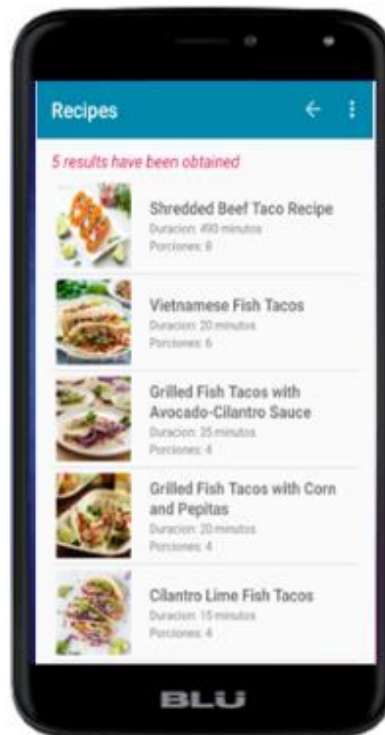 Recipes
5 results have been obtained
Shredded Beef Taco Recipe
Duracion: 490 minutos
Porciones: 8
Vietnamese Fish Tacos
Duracion: 20 minutos
Porciones: 6
Grilled Fish Tacos with
Avocado-Cilantro Sauce
Duracion: 35 minutos
Porciones: 4
Grilled Fish Tacos with Corn
and Pepitas
Duracion: 20 minutos
Porciones: 4
Cilantro Lime Fish Tacos
Duracion: 15 minutos
Porciones: 4
BLU